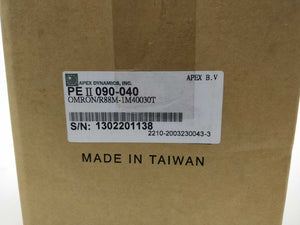 APEX DYNAMICS, INC.
APEX B.V
PE II 090-040
OMRON/R88M-1M40030T
S/N: 1302201138
2210-2003230043-3
MADE IN TAIWAN